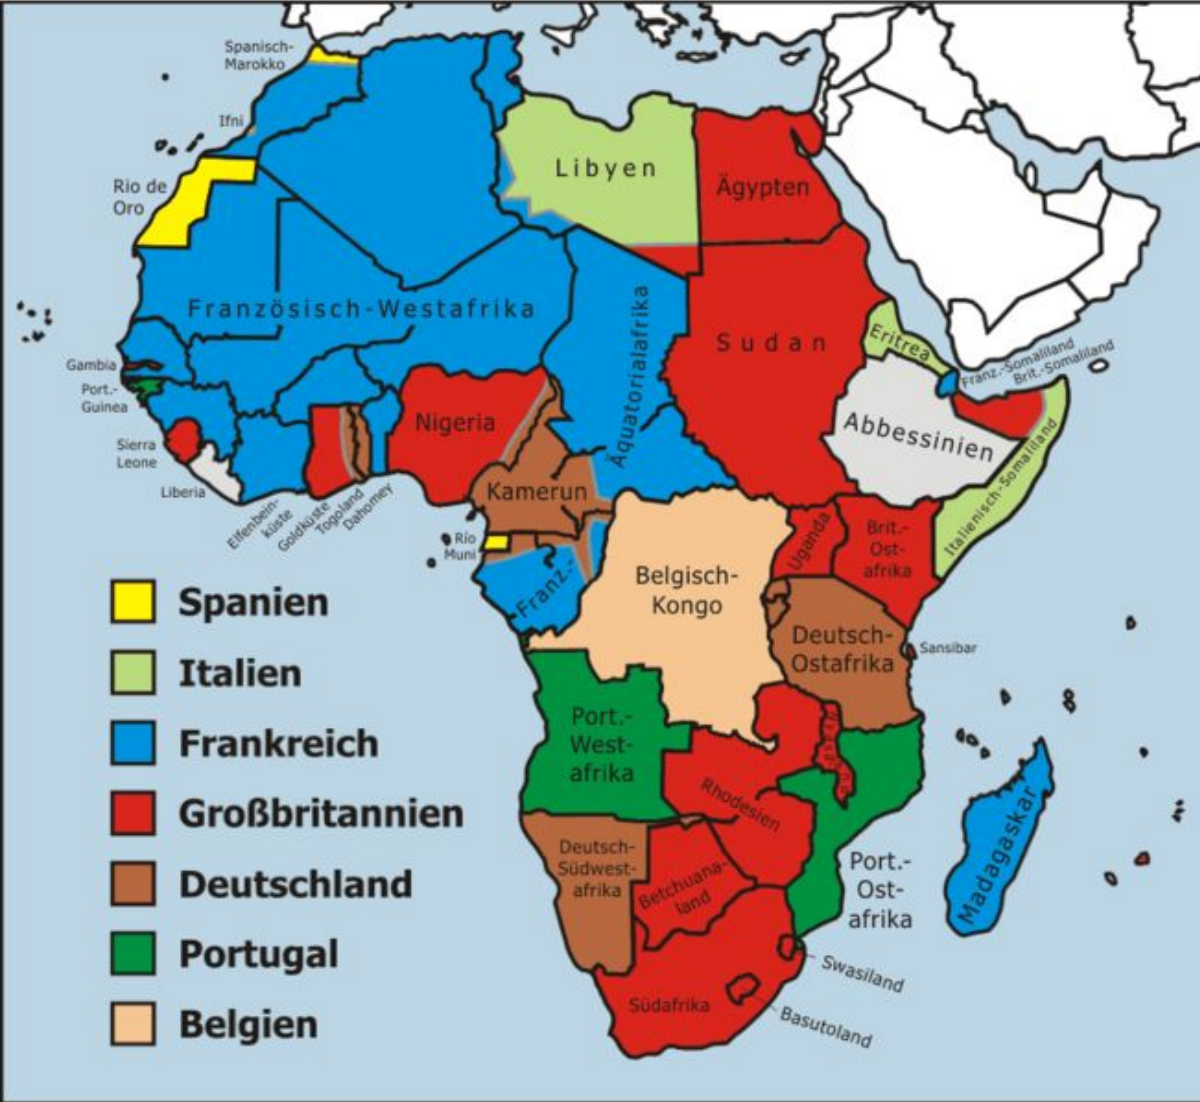 Spanisch-
Marokko
Ifni
Rio de
Oro
Libyen
Ägypten
Französisch-Westafrika
Äquatorialafrika
Sudan
Eritrea
Franz.-Somaliland
Brit.-Somaliland
Gambia
Port.-
Guinea
Sierra
Leone
Liberia
Elfenbein-
küste
Goldküste
Togoland
Dahomey
Nigeria
Kamerun
Abbessinien
Italienisch-Somaliland
Río
Muni
Franz.-
Belgisch-
Kongo
Uganda
Brit.-
Ost-
afrika
Deutsch-
Ostafrika
Sansibar
Port.-
West-
afrika
Rhodesien
Deutsch-
Südwest-
afrika
Betchuana-
land
Port.-
Ost-
afrika
Madagaskar
Swasiland
Südafrika
Basutoland
Spanien
Italien
Frankreich
Großbritannien
Deutschland
Portugal
Belgien